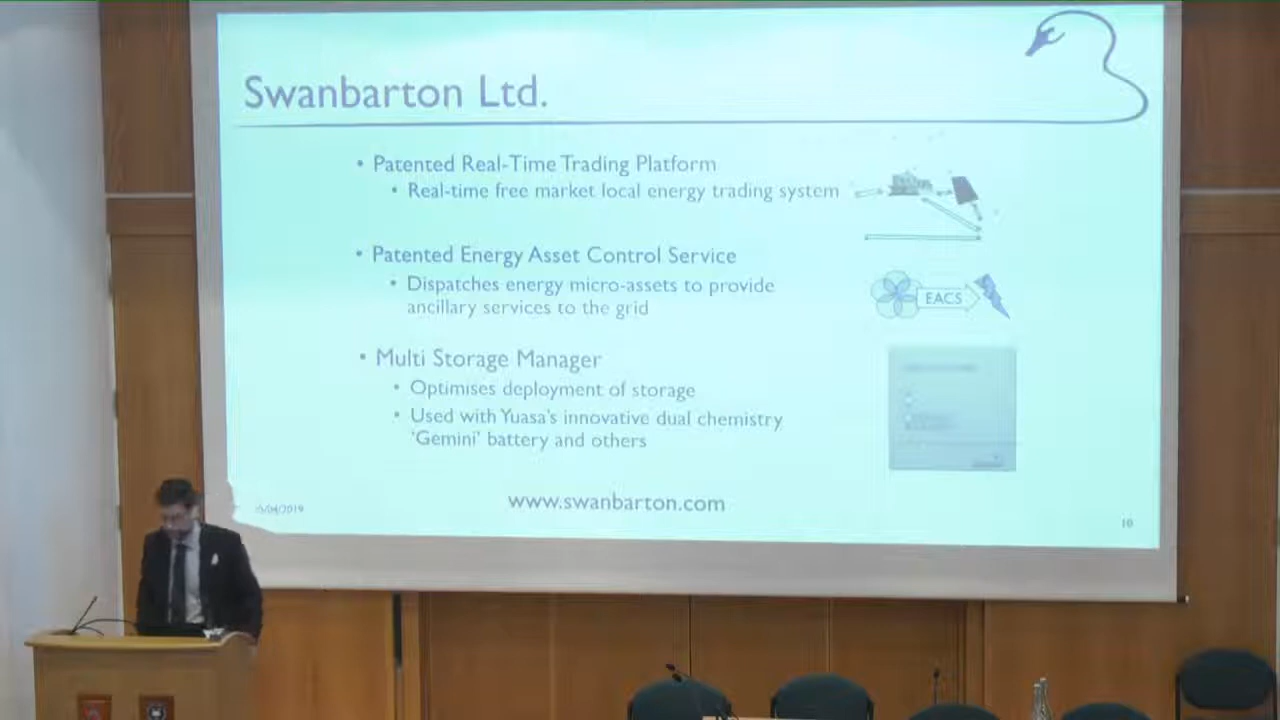 Swanbarton Ltd.
• Patented Real-Time Trading Platform
• Real-time free market local energy trading system
• Patented Energy Asset Control Service
• Dispatches energy micro-assets to provide
ancillary services to the grid
EACS
• Multi Storage Manager
• Optimises deployment of storage
• Used with Yuasa's innovative dual chemistry
'Gemini' battery and others
www.swanbarton.com
/04/2019
10